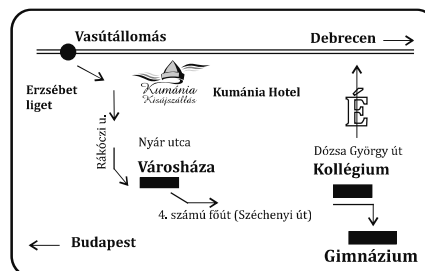 Vasútállomás
Debrecen
Kumánia
Kisújszállás
Kumánia Hotel
Erzsébet
liget
Rákóczi u.
É
Nyár utca
Városháza
Dózsa György út
Kollégium
4. számú főút (Széchenyi út)
Budapest
Gimnázium